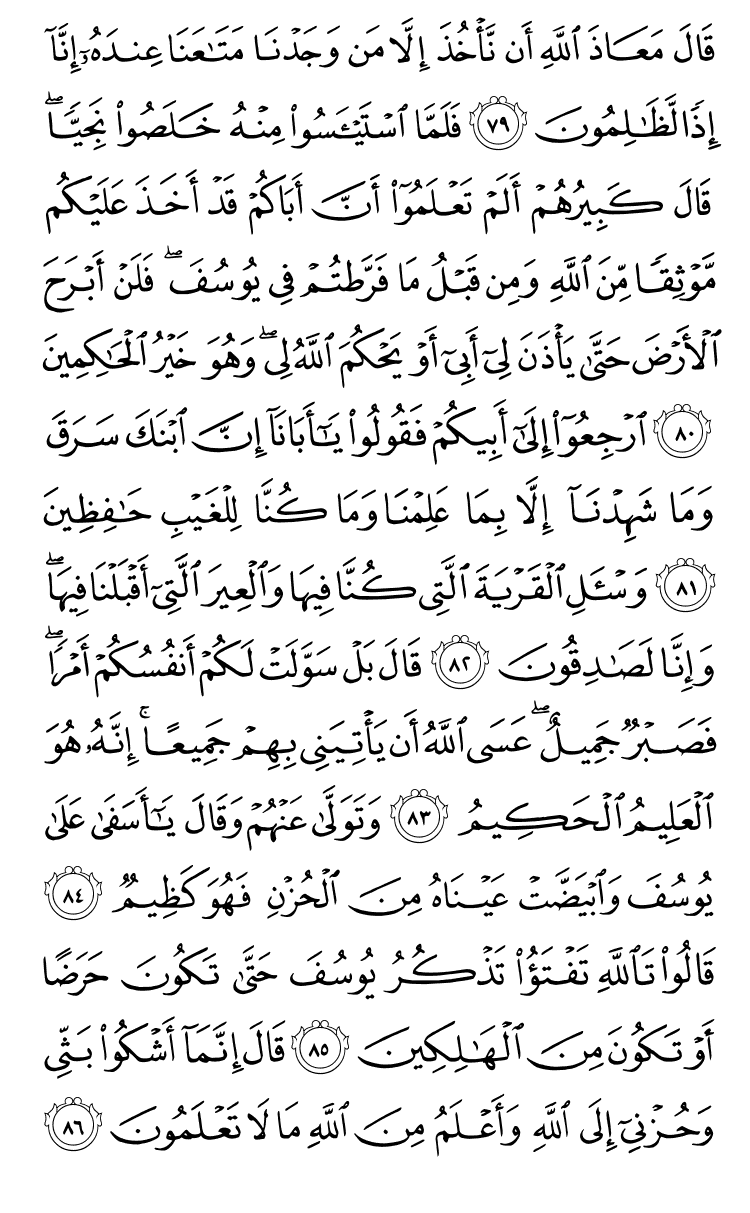 قَالَ مَعَاذَ ٱللَّهِ أَن نَّأۡخُذَ إِلَّا مَن وَجَدۡنَا مَتَٰعَنَا عِندَهُۥٓ إِنَّآ
إِذٗا لَّظَٰلِمُونَ ٧٩ فَلَمَّا ٱسۡتَيۡـَٔسُواْ مِنۡهُ خَلَصُواْ نَجِيّٗاۖ
قَالَ كَبِيرُهُمۡ أَلَمۡ تَعۡلَمُوٓاْ أَنَّ أَبَاكُمۡ قَدۡ أَخَذَ عَلَيۡكُم
مَّوۡثِقٗا مِّنَ ٱللَّهِ وَمِن قَبۡلُ مَا فَرَّطتُمۡ فِي يُوسُفَۖ فَلَنۡ أَبۡرَحَ
ٱلۡأَرۡضَ حَتَّىٰ يَأۡذَنَ لِيٓ أَبِيٓ أَوۡ يَحۡكُمَ ٱللَّهُ لِيۖ وَهُوَ خَيۡرُ ٱلۡحَٰكِمِينَ
٨٠ ٱرۡجِعُوٓاْ إِلَىٰٓ أَبِيكُمۡ فَقُولُواْ يَٰٓأَبَانَآ إِنَّ ٱبۡنَكَ سَرَقَ
وَمَا شَهِدۡنَآ إِلَّا بِمَا عَلِمۡنَا وَمَا كُنَّا لِلۡغَيۡبِ حَٰفِظِينَ
٨١ وَسۡـَٔلِ ٱلۡقَرۡيَةَ ٱلَّتِي كُنَّا فِيهَا وَٱلۡعِيرَ ٱلَّتِيٓ أَقۡبَلۡنَا فِيهَاۖ
وَإِنَّا لَصَٰدِقُونَ ٨٢ قَالَ بَلۡ سَوَّلَتۡ لَكُمۡ أَنفُسُكُمۡ أَمۡرٗاۖ
فَصَبۡرٞ جَمِيلٌۖ عَسَى ٱللَّهُ أَن يَأۡتِيَنِي بِهِمۡ جَمِيعًاۚ إِنَّهُۥ هُوَ
ٱلۡعَلِيمُ ٱلۡحَكِيمُ ٨٣ وَتَوَلَّىٰ عَنۡهُمۡ وَقَالَ يَٰٓأَسَفَىٰ عَلَىٰ
يُوسُفَ وَٱبۡيَضَّتۡ عَيۡنَاهُ مِنَ ٱلۡحُزۡنِ فَهُوَ كَظِيمٞ ٨٤
قَالُواْ تَٱللَّهِ تَفۡتَؤُاْ تَذۡكُرُ يُوسُفَ حَتَّىٰ تَكُونَ حَرَضًا
أَوۡ تَكُونَ مِنَ ٱلۡهَٰلِكِينَ ٨٥ قَالَ إِنَّمَآ أَشۡكُواْ بَثِّي
وَحُزۡنِيٓ إِلَى ٱللَّهِ وَأَعۡلَمُ مِنَ ٱللَّهِ مَا لَا تَعۡلَمُونَ ٨٦